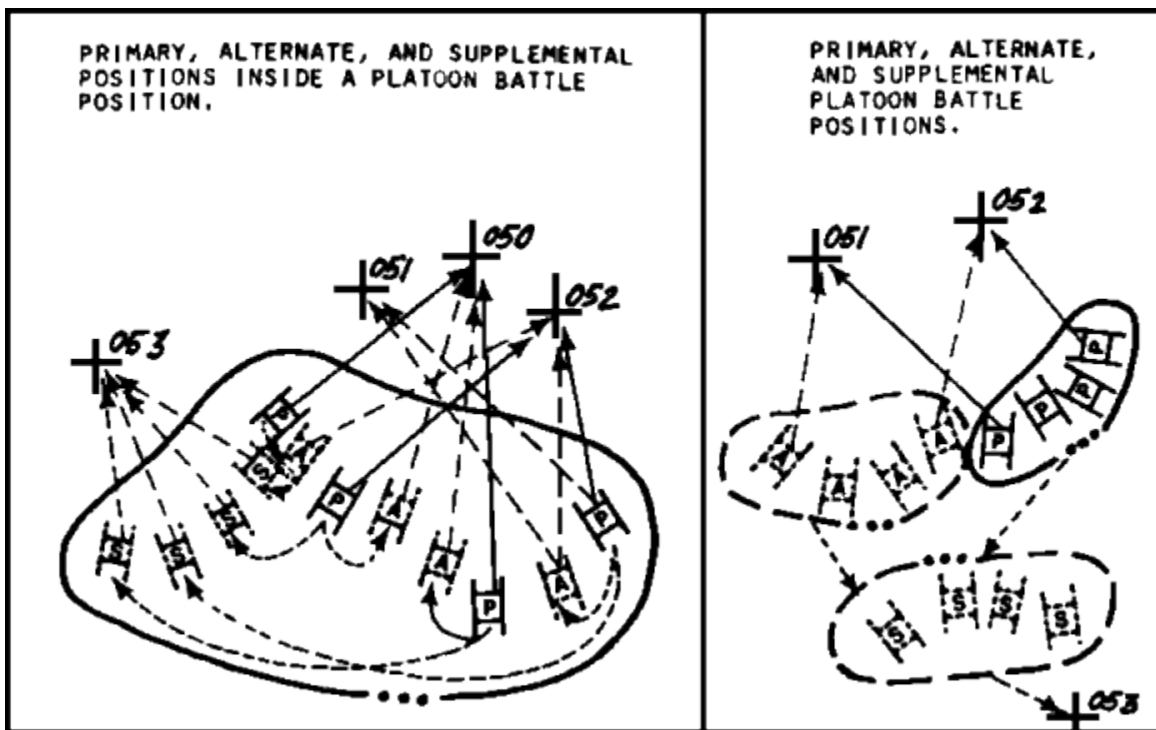 PRIMARY, ALTERNATE, AND SUPPLEMENTAL
POSITIONS INSIDE A PLATOON BATTLE
POSITION.
050
051
052
053
P
S
A
P
A
S
P
S
S
A
A
P
PRIMARY, ALTERNATE,
AND SUPPLEMENTAL
PLATOON BATTLE
POSITIONS.
052
051
P
P
P
P
A
A
A
A
S
S
S
S
053